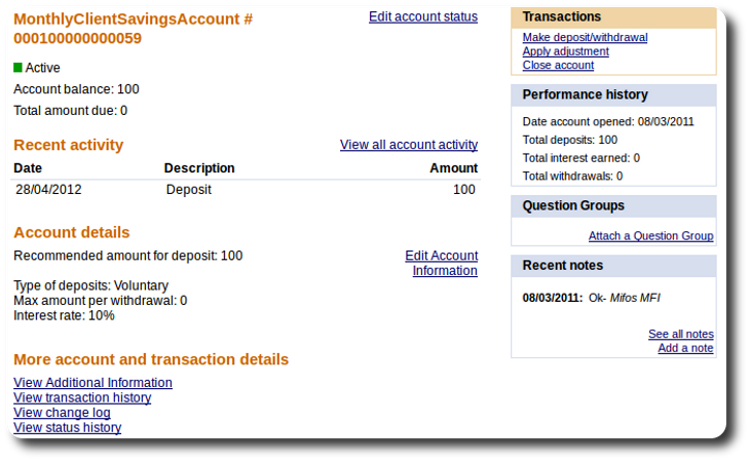 MonthlyClientSavingsAccount #
000100000000059
Edit account status
Active
Account balance: 100
Total amount due: 0
Recent activity
View all account activity
Date Description Amount
28/04/2012 Deposit 100
Account details
Recommended amount for deposit: 100
Edit Account
Information
Type of deposits: Voluntary
Max amount per withdrawal: 0
Interest rate: 10%
More account and transaction details
View Additional Information
View transaction history
View change log
View status history
Transactions
Make deposit/withdrawal
Apply adjustment
Close account
Performance history
Date account opened: 08/03/2011
Total deposits: 100
Total interest earned: 0
Total withdrawals: 0
Question Groups
Attach a Question Group
Recent notes
08/03/2011: Ok- Mifos MFI
See all notes
Add a note